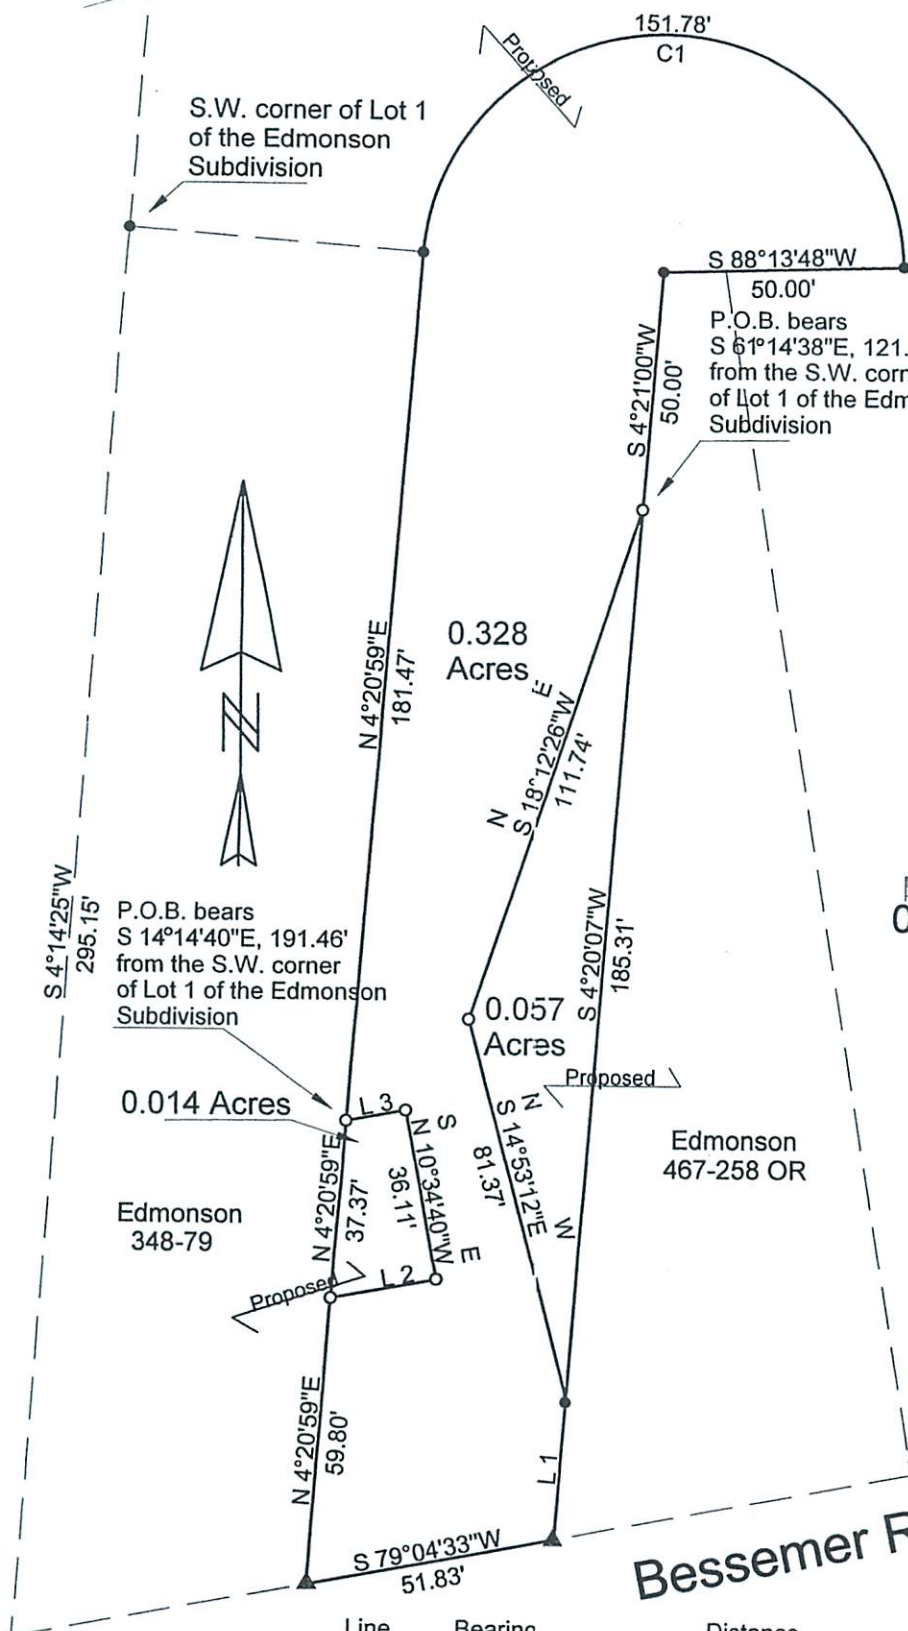 151.78'
C1
Proposed
S.W. corner of Lot 1
of the Edmonson
Subdivision
S 88°13'48"W
50.00'
P.O.B. bears
S 61°14'38"E, 121.
from the S.W. corn
of Lot 1 of the Edm
Subdivision
S 4°21'00"W
50.00'
0.328
Acres
N 4°20'59"E
181.47'
N
E
N
S 18°12'26"W
111.74'
S 4°14'25"W
295.15'
P.O.B. bears
S 14°14'40"E, 191.46'
from the S.W. corner
of Lot 1 of the Edmonson
Subdivision
S 4°20'07"W
185.31'
0.057
Acres
Proposed
0.014 Acres
L 3
S
N 10°34'40"W
E
36.11'
N
S 14°53'12"E
W
81.37'
N 4°20'59"E
37.37'
Edmonson
467-258 OR
Edmonson
348-79
Proposed
L 2
N 4°20'59"E
59.80'
L 1
S 79°04'33"W
51.83'
Bessemer R
Line Bearing Distance